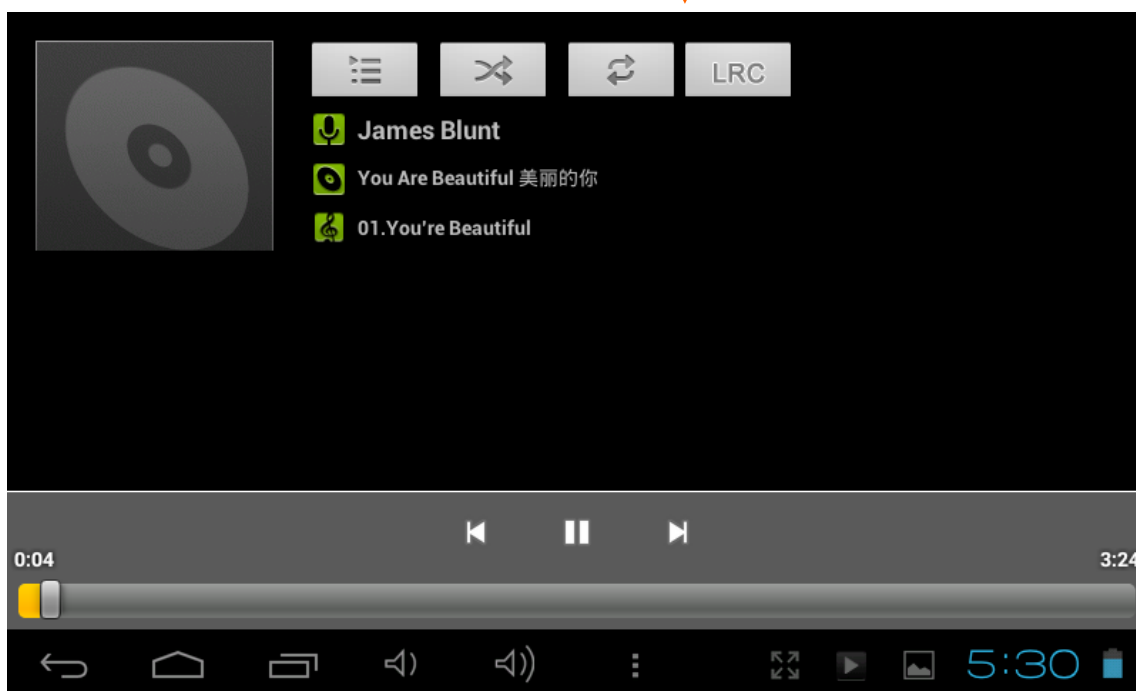 LRC
James Blunt
You Are Beautiful 美丽的你
01.You're Beautiful
0:04
3:24
5:30